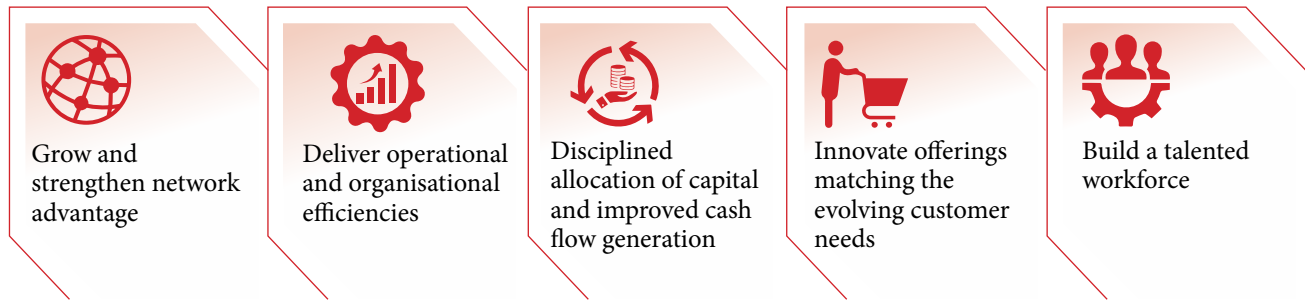 Grow and
strengthen network
advantage
Deliver operational
and organisational
efficiencies
Disciplined
allocation of capital
and improved cash
flow generation
Innovate offerings
matching the
evolving customer
needs
Build a talented
workforce